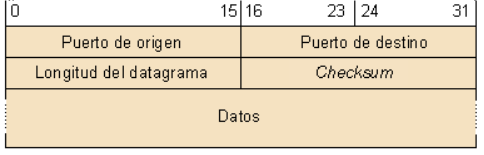 0 15 16 23 24 31
Puerto de origen Puerto de destino
Longitud del datagrama Checksum
Datos